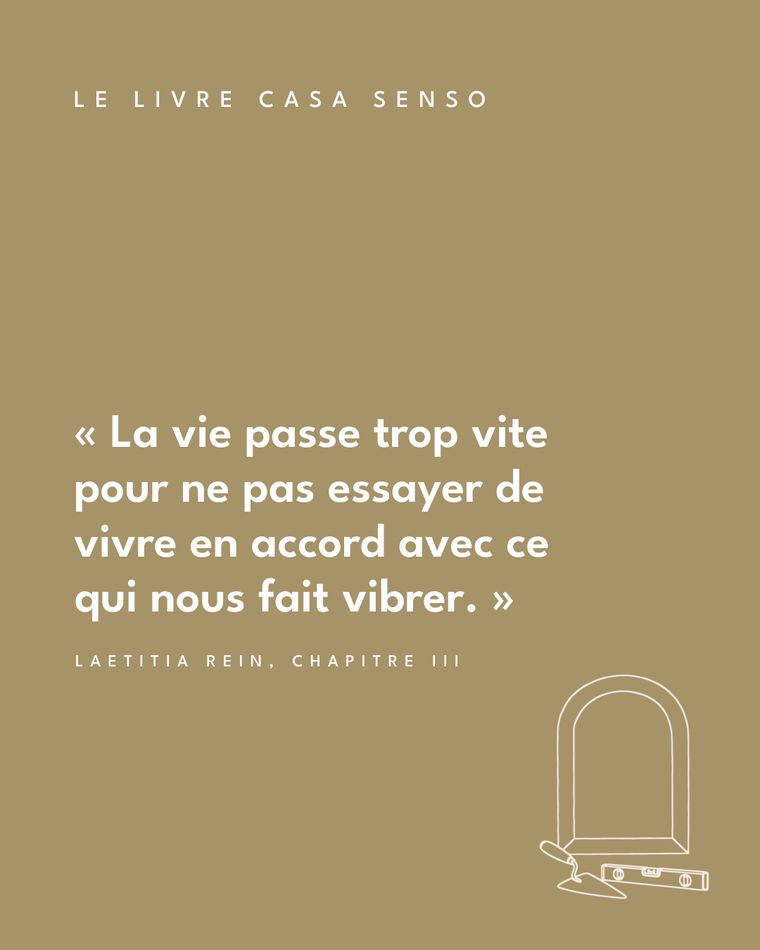 LE LIVRE CASA SENSO
« La vie passe trop vite
pour ne pas essayer de
vivre en accord avec ce
qui nous fait vibrer. »
LAETITIA REIN, CHAPITRE III